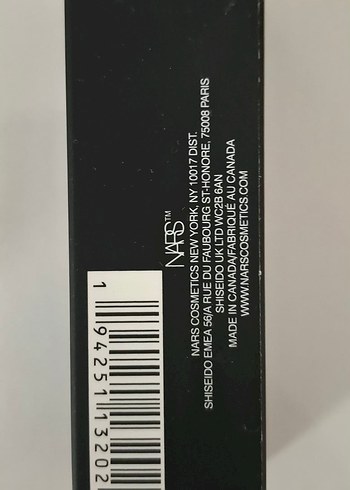 NARS™
NARS COSMETICS NEW YORK, NY 10017 DIST.
SHISEIDO EMEA 56/A RUE DU FAUBOURG ST-HONORE, 75008 PARIS
SHISEIDO UK LTD WC2B 6AN
MADE IN CANADA/FABRIQUÉ AU CANADA
WWW.NARSCOSMETICS.COM
1 94251 13202